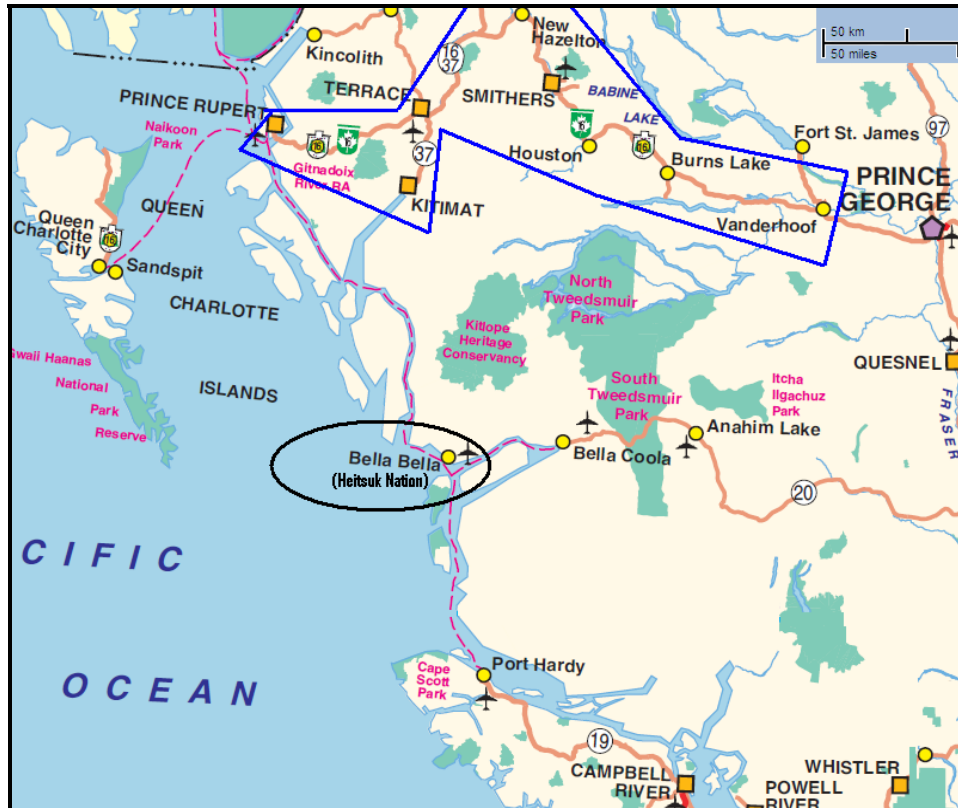 50 km
50 miles
New
Hazelton
Kincolith
16
37
TERRACE
SMITHERS
BABINE
LAKE
PRINCE RUPERT
Naikoon
Park
16
16
16
Fort St. James
97
Houston
Burns Lake
37
Gitnadoix
River RA
KITIMAT
PRINCE
GEORGE
Vanderhoof
QUEEN
Queen
Charlotte
City
16
Sandspit
CHARLOTTE
ISLANDS
North
Tweedsmuir
Park
Kitlope
Heritage
Conservancy
Gwaii Haanas
National
Park
Reserve
South
Tweedsmuir
Park
Itcha
Ilgachuz
Park
QUESNEL
FRASER
Anahim Lake
Bella Bella
(Heitsuk Nation)
Bella Coola
20
CIFIC
OCEAN
Port Hardy
Cape
Scott
Park
19
CAMPBELL
RIVER
WHISTLER
POWELL
RIVER